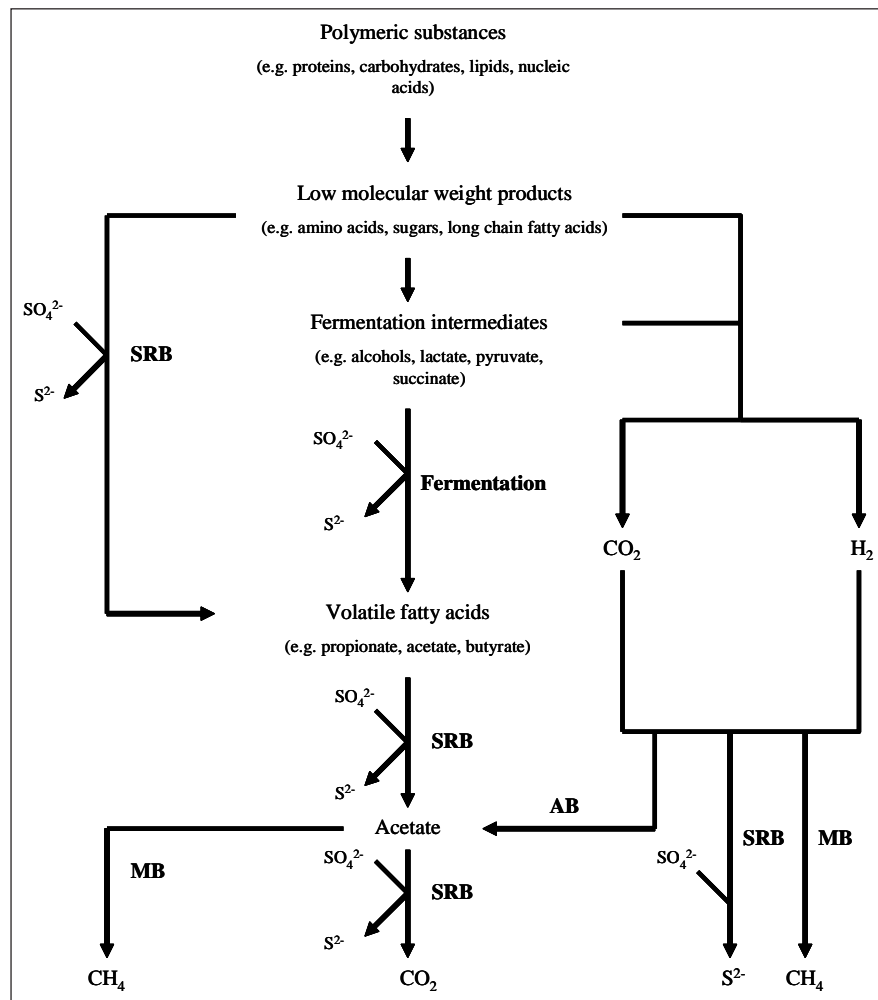 Polymeric substances
(e.g. proteins, carbohydrates, lipids, nucleic
acids)
Low molecular weight products
(e.g. amino acids, sugars, long chain fatty acids)
SO₄²⁻
SRB
S²⁻
Fermentation intermediates
(e.g. alcohols, lactate, pyruvate,
succinate)
SO₄²⁻
Fermentation
S²⁻
CO₂
H₂
Volatile fatty acids
(e.g. propionate, acetate, butyrate)
SO₄²⁻
SRB
S²⁻
AB
Acetate
SO₄²⁻
SRB
S²⁻
MB
SRB
MB
SO₄²⁻
CH₄
CO₂
S²⁻
CH₄